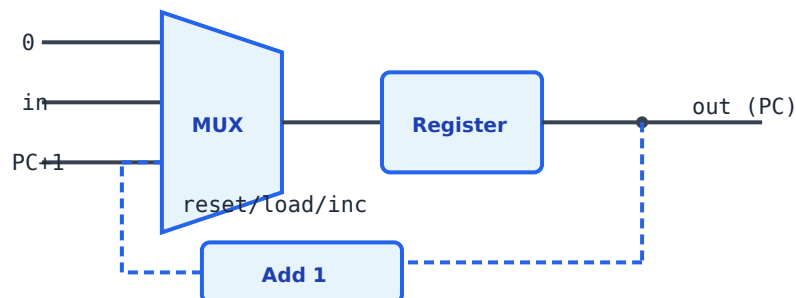 0
in
PC+1
MUX
Register
out (PC)
reset/load/inc
Add 1